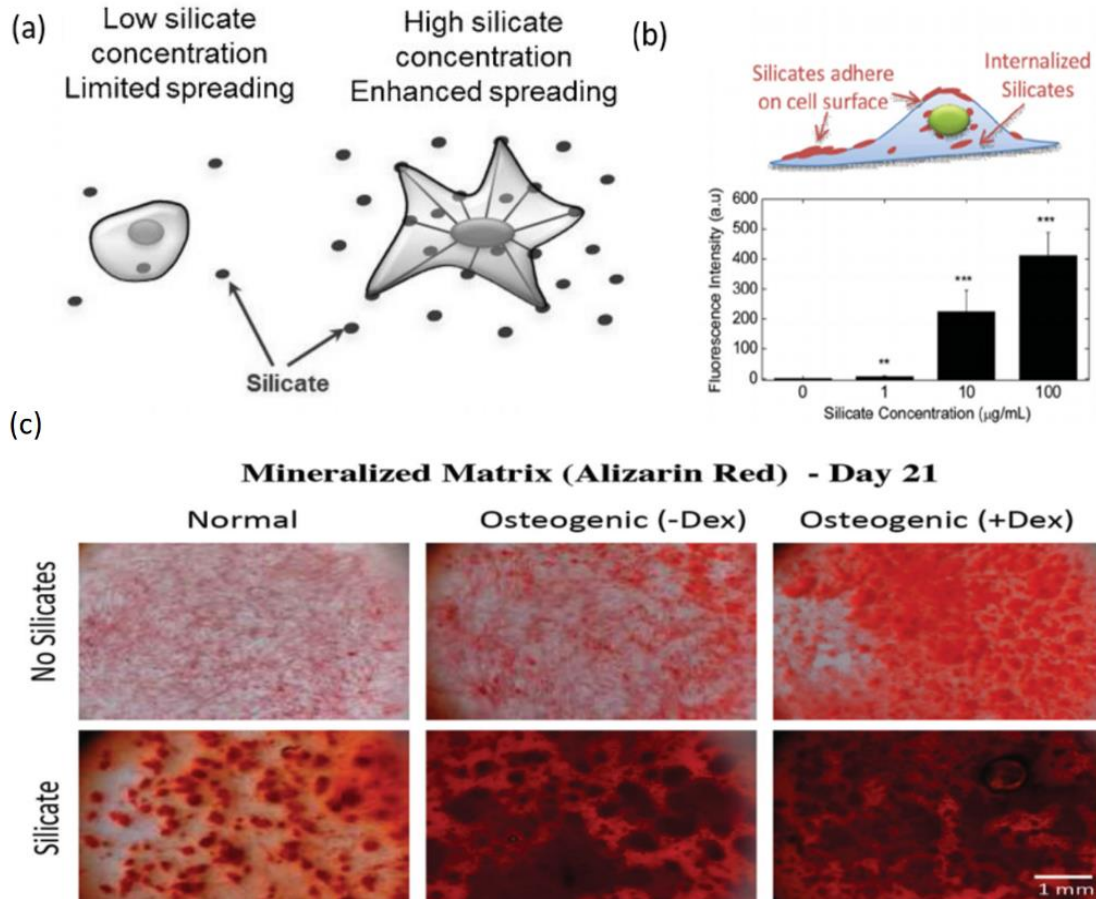 (a)
Low silicate
concentration
Limited spreading
High silicate
concentration
Enhanced spreading
Silicate
(b)
Silicates adhere
on cell surface
Internalized
Silicates
Fluorescence Intensity (a.u)
600
500
400
300
200
100
0
**
***
***
0 1 10 100
Silicate Concentration (μg/mL)
(c)
Mineralized Matrix (Alizarin Red) - Day 21
Normal
Osteogenic (-Dex)
Osteogenic (+Dex)
No Silicates
Silicate
1 mm